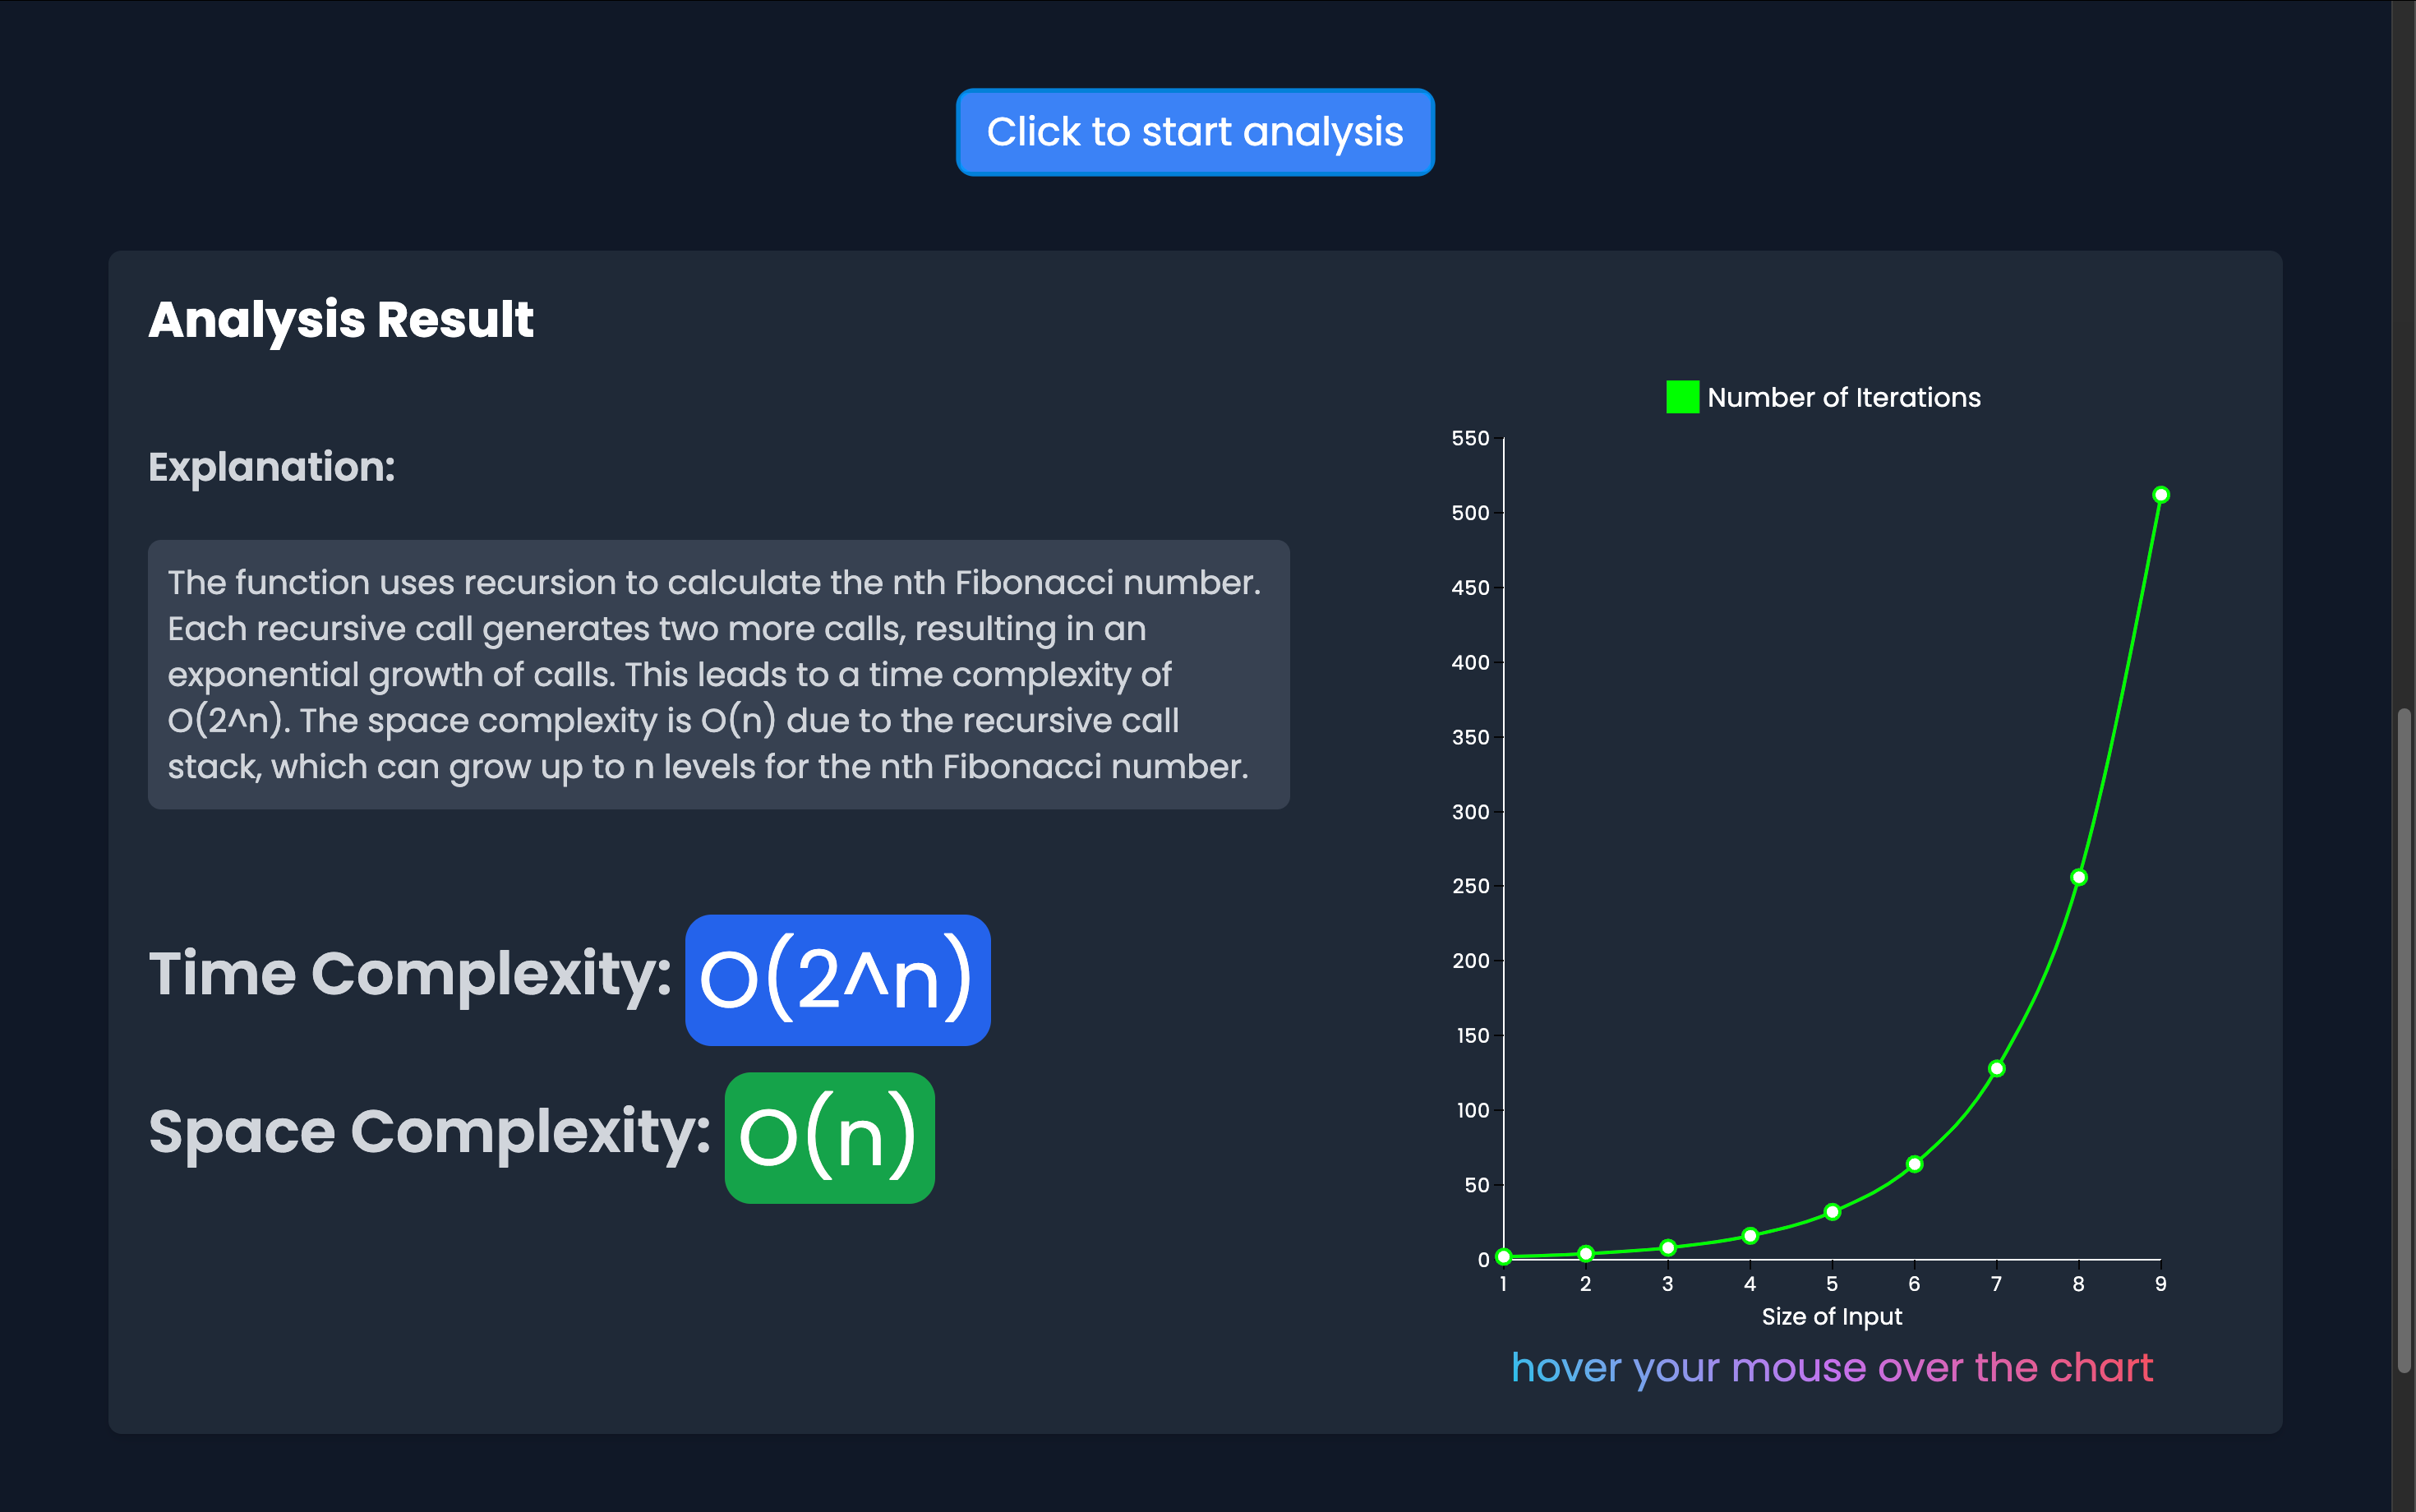 Click to start analysis
Analysis Result
Explanation:
The function uses recursion to calculate the nth Fibonacci number.
Each recursive call generates two more calls, resulting in an
exponential growth of calls. This leads to a time complexity of
O(2^n). The space complexity is O(n) due to the recursive call
stack, which can grow up to n levels for the nth Fibonacci number.
Time Complexity: O(2^n)
Space Complexity: O(n)
Number of Iterations
550
500
450
400
350
300
250
200
150
100
50
0
1 2 3 4 5 6 7 8 9
Size of Input
hover your mouse over the chart